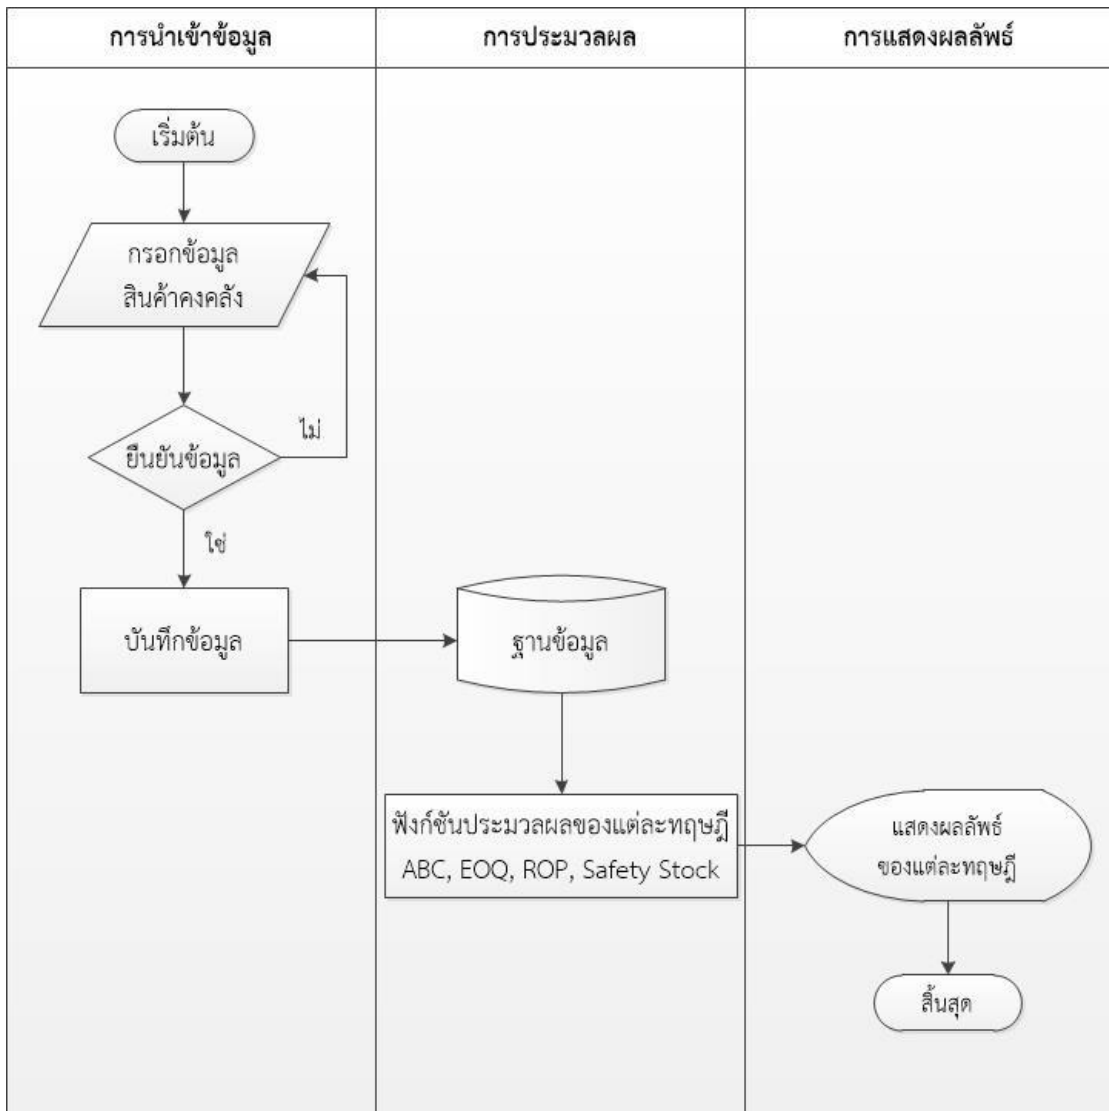 การนำเข้าข้อมูล
การประมวลผล
การแสดงผลลัพธ์
เริ่มต้น
กรอกข้อมูล
สินค้าคงคลัง
ไม่
ยืนยันข้อมูล
ใช่
บันทึกข้อมูล
ฐานข้อมูล
ฟังก์ชันประมวลผลของแต่ละทฤษฎี
ABC, EOQ, ROP, Safety Stock
แสดงผลลัพธ์
ของแต่ละทฤษฎี
สิ้นสุด